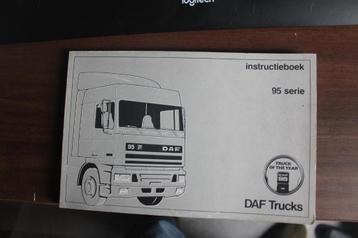 logitech
instructieboek
95 serie
95
DAF
TRUCK OF THE YEAR
DAF Trucks